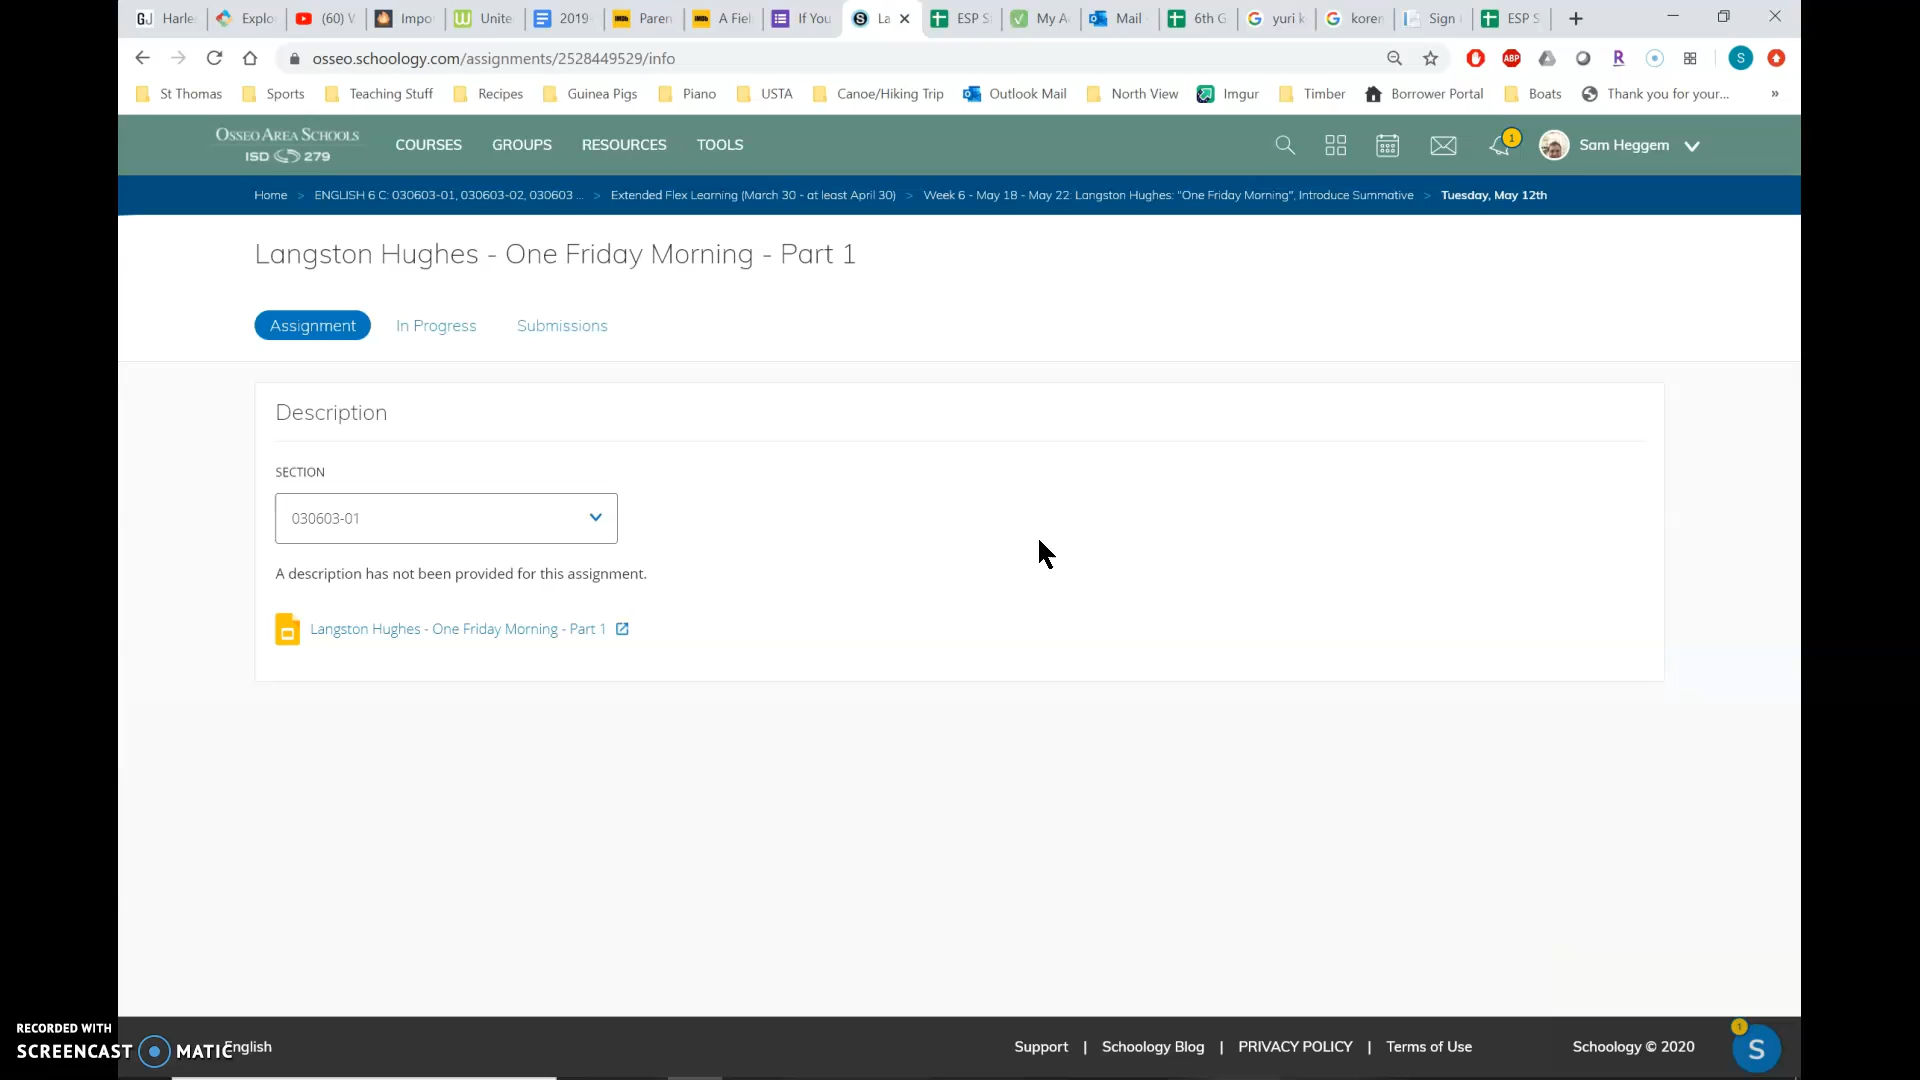 Harle
Explo
(60) V
Impo
Unite
2019
Paren
A Fiel
If You
La
ESP S
My A
Mail
6th G
yuri k
koren
Sign
ESP S
osseo.schoology.com/assignments/2528449529/info
St Thomas
Sports
Teaching Stuff
Recipes
Guinea Pigs
Piano
USTA
Canoe/Hiking Trip
Outlook Mail
North View
Imgur
Timber
Borrower Portal
Boats
Thank you for your...
»
OSSEO AREA SCHOOLS
ISD 279
COURSES
GROUPS
RESOURCES
TOOLS
1
Sam Heggem
Home > ENGLISH 6 C: 030603-01, 030603-02, 030603 ... > Extended Flex Learning (March 30 - at least April 30) > Week 6 - May 18 - May 22: Langston Hughes: "One Friday Morning", Introduce Summative > Tuesday, May 12th
Langston Hughes - One Friday Morning - Part 1
Assignment
In Progress
Submissions
Description
SECTION
030603-01
A description has not been provided for this assignment.
Langston Hughes - One Friday Morning - Part 1
RECORDED WITH
SCREENCAST MATIC
English
Support | Schoology Blog | PRIVACY POLICY | Terms of Use
Schoology © 2020
1
S